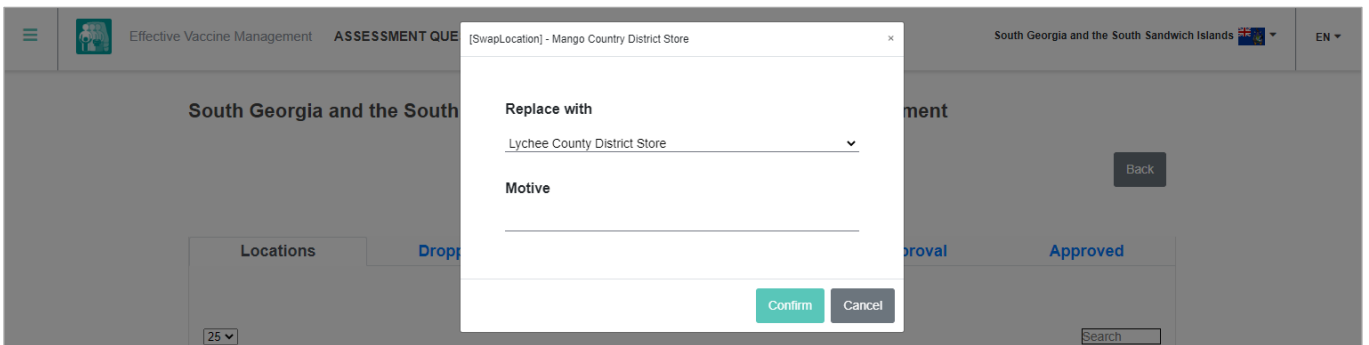 Effective Vaccine Management ASSESSMENT QUE
[SwapLocation] - Mango Country District Store ×
South Georgia and the South Sandwich Islands EN
South Georgia and the South ment
Replace with
Lychee County District Store
Back
Motive
Locations Dropp proval Approved
Confirm Cancel
25 Search